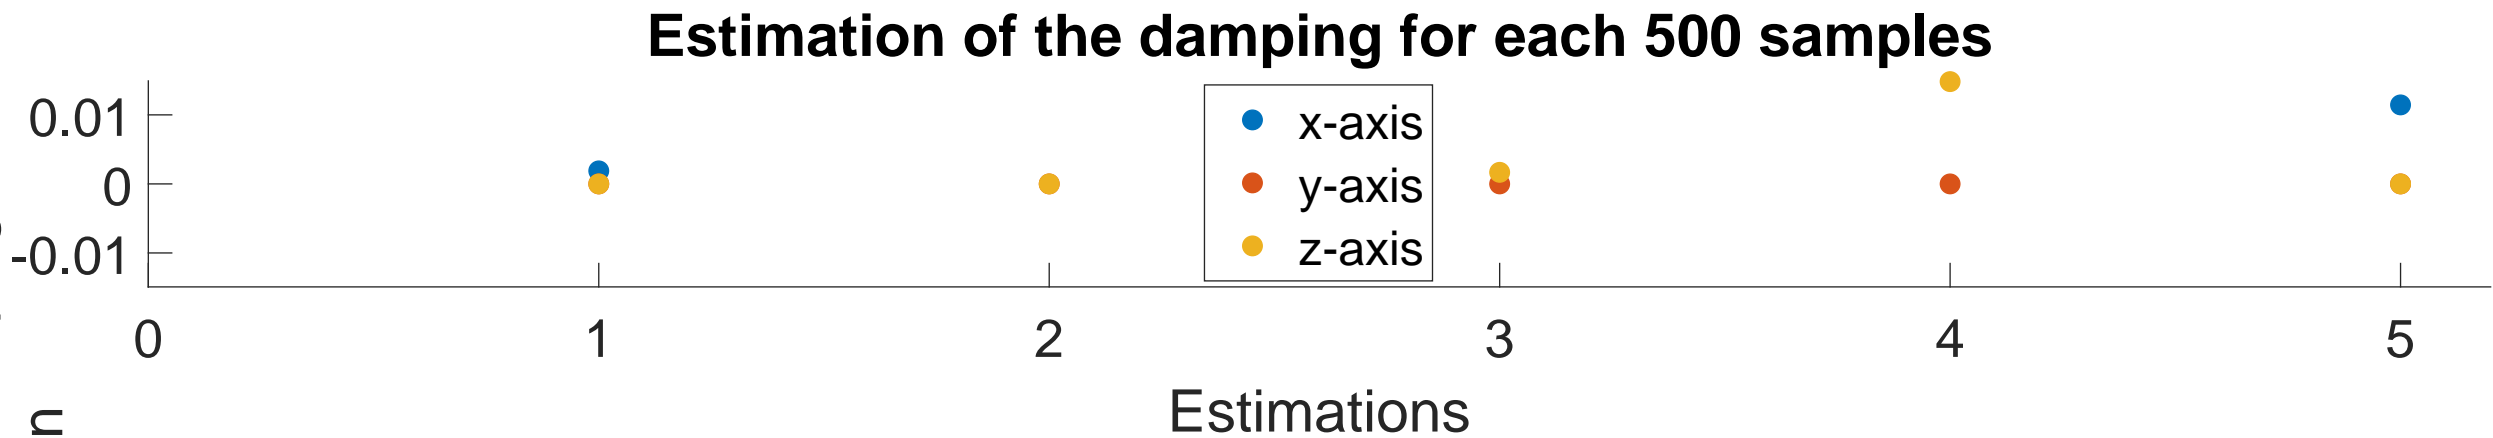 Estimation of the damping for each 500 samples
0.01
0
-0.01
x-axis
y-axis
z-axis
0 1 2 3 4 5
Estimations